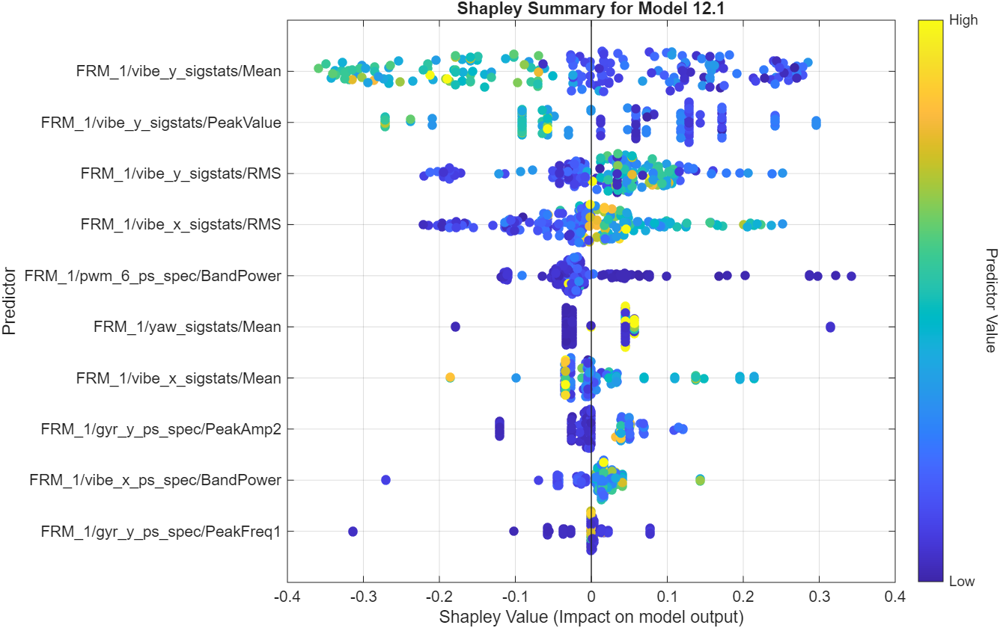 Shapley Summary for Model 12.1
High
FRM_1/vibe_y_sigstats/Mean
FRM_1/vibe_y_sigstats/PeakValue
FRM_1/vibe_y_sigstats/RMS
FRM_1/vibe_x_sigstats/RMS
FRM_1/pwm_6_ps_spec/BandPower
FRM_1/yaw_sigstats/Mean
FRM_1/vibe_x_sigstats/Mean
FRM_1/gyr_y_ps_spec/PeakAmp2
FRM_1/vibe_x_ps_spec/BandPower
FRM_1/gyr_y_ps_spec/PeakFreq1
Predictor
Predictor Value
Low
-0.4 -0.3 -0.2 -0.1 0 0.1 0.2 0.3 0.4
Shapley Value (Impact on model output)